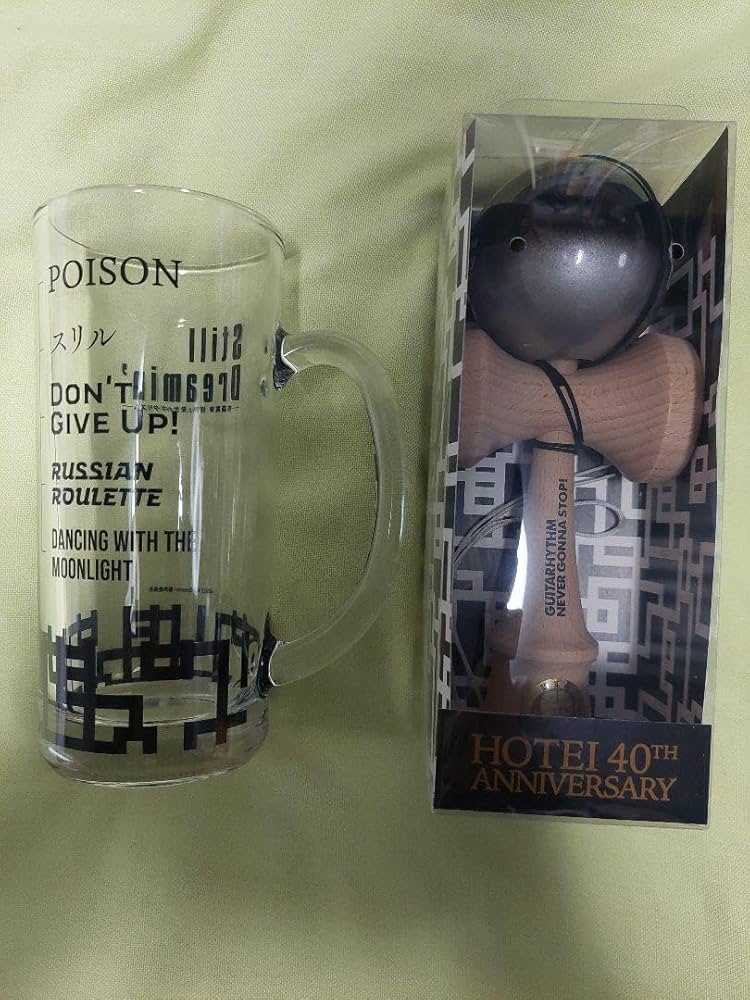 POISON
スリル
Still
Dreamin'
DON'T
GIVE UP!
RUSSIAN
ROULETTE
DANCING WITH THE
MOONLIGHT
GUITARHYTHM
NEVER GONNA STOP!
HOTEI 40TH
ANNIVERSARY